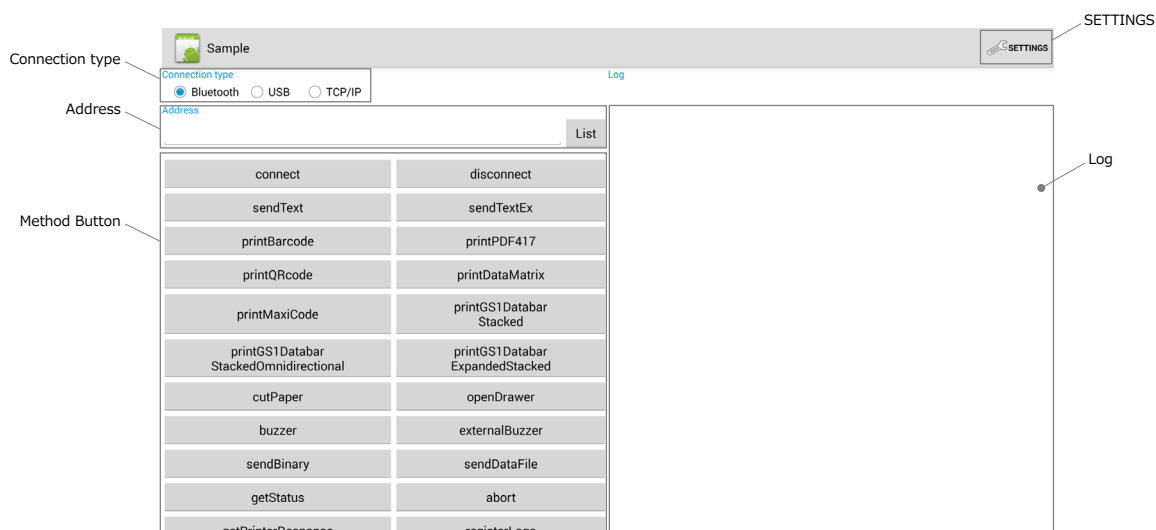 SETTINGS
Sample
SETTINGS
Connection type
Connection type
Log
Bluetooth USB TCP/IP
Address
Address
List
connect disconnect
Log
sendText sendTextEx
Method Button
printBarcode printPDF417
printQRcode printDataMatrix
printMaxiCode
printGS1Databar
Stacked
printGS1Databar
StackedOmnidirectional
printGS1Databar
ExpandedStacked
cutPaper openDrawer
buzzer externalBuzzer
sendBinary sendDataFile
getStatus abort
getPrinterResponse registerLogo